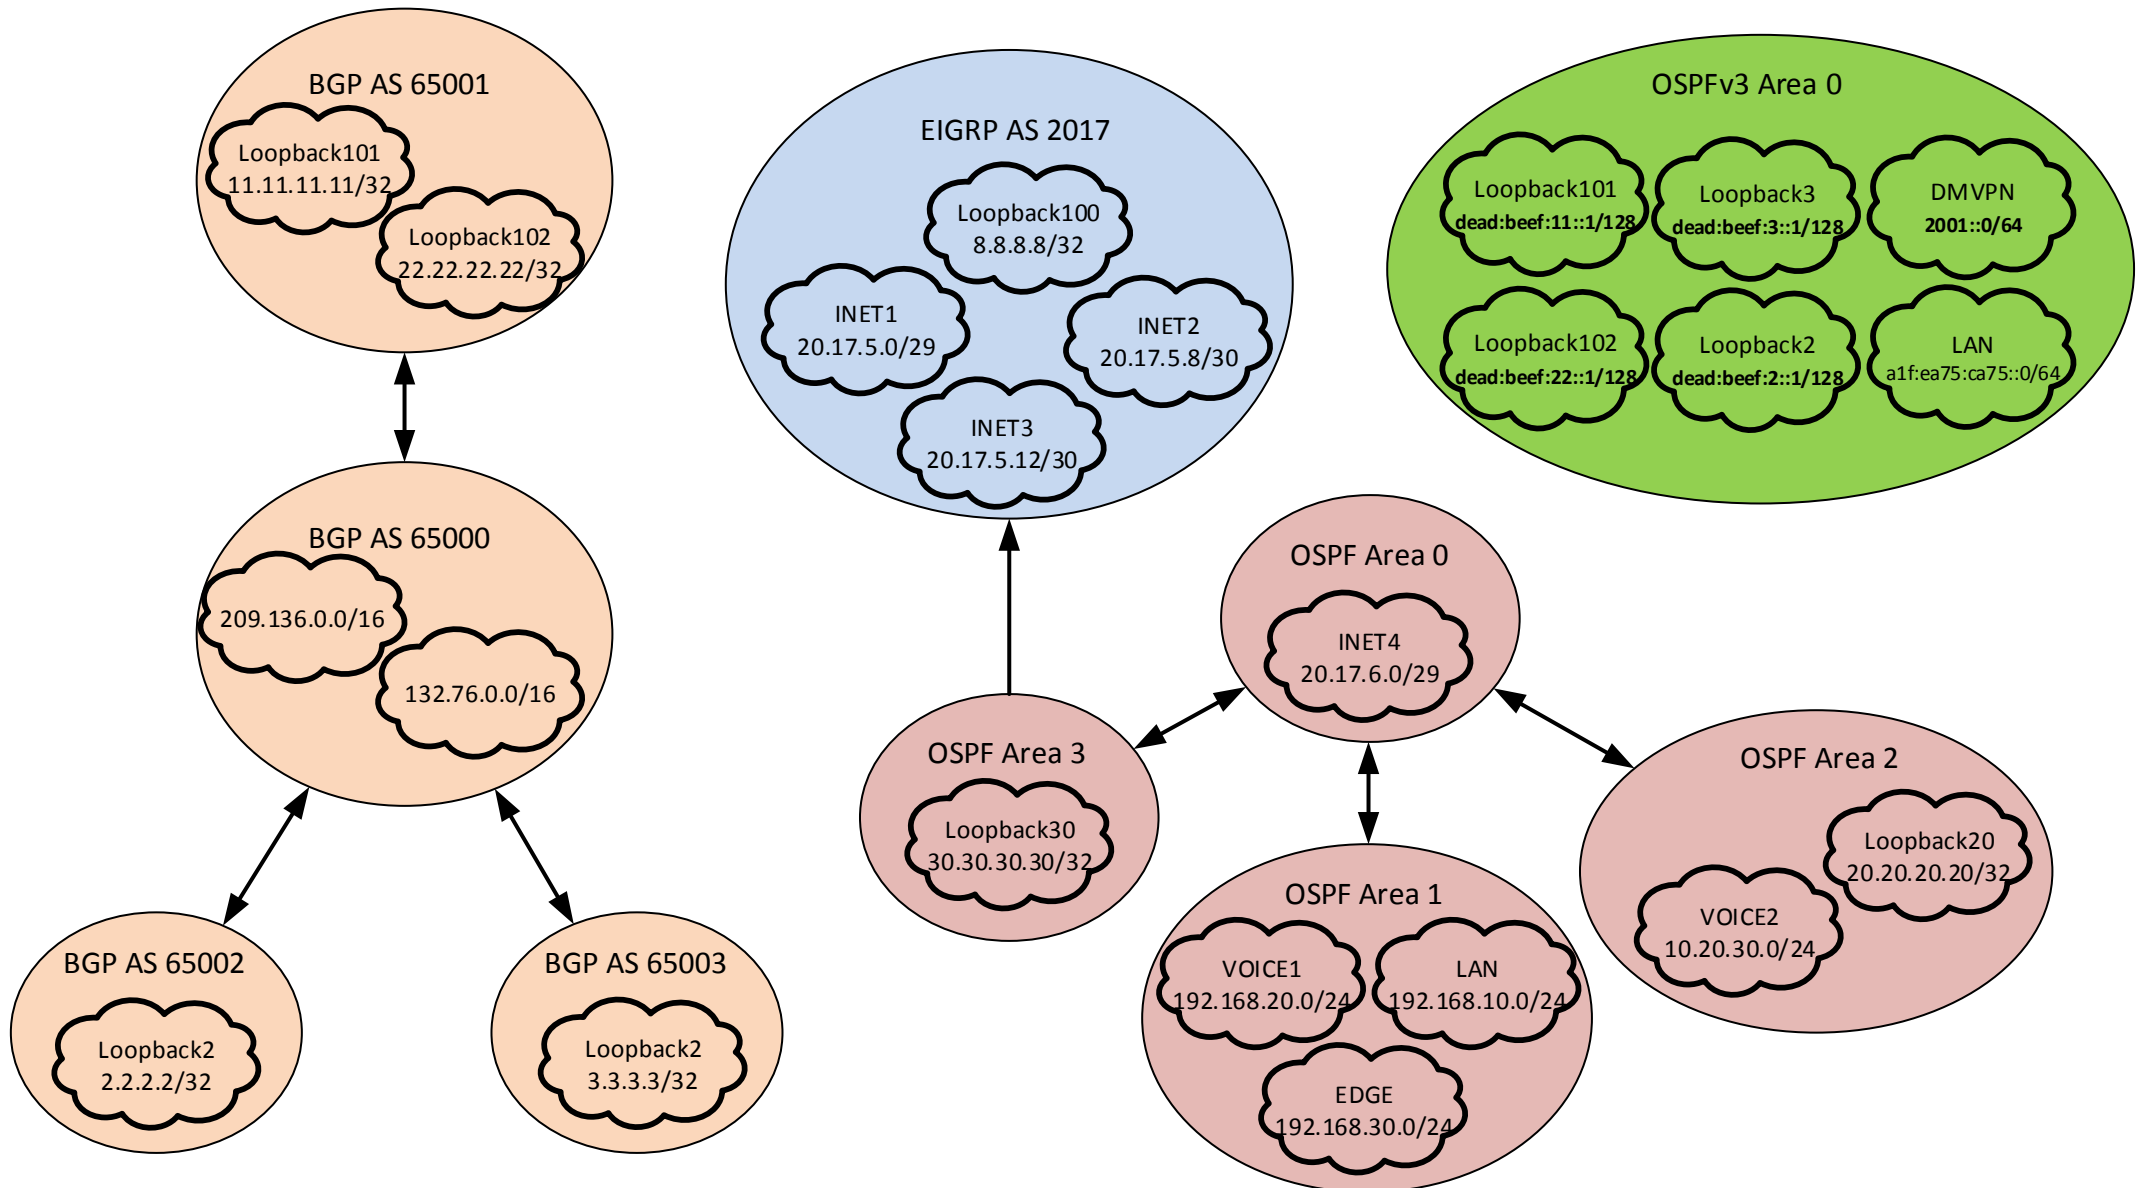 BGP AS 65001
Loopback101
11.11.11.11/32
Loopback102
22.22.22.22/32
BGP AS 65000
209.136.0.0/16
132.76.0.0/16
BGP AS 65002
Loopback2
2.2.2.2/32
BGP AS 65003
Loopback2
3.3.3.3/32
EIGRP AS 2017
Loopback100
8.8.8.8/32
INET1
20.17.5.0/29
INET2
20.17.5.8/30
INET3
20.17.5.12/30
OSPFv3 Area 0
Loopback101
dead:beef:11::1/128
Loopback3
dead:beef:3::1/128
DMVPN
2001::0/64
Loopback102
dead:beef:22::1/128
Loopback2
dead:beef:2::1/128
LAN
a1f:ea75:ca75::0/64
OSPF Area 0
INET4
20.17.6.0/29
OSPF Area 3
Loopback30
30.30.30.30/32
OSPF Area 1
VOICE1
192.168.20.0/24
LAN
192.168.10.0/24
EDGE
192.168.30.0/24
OSPF Area 2
Loopback20
20.20.20.20/32
VOICE2
10.20.30.0/24